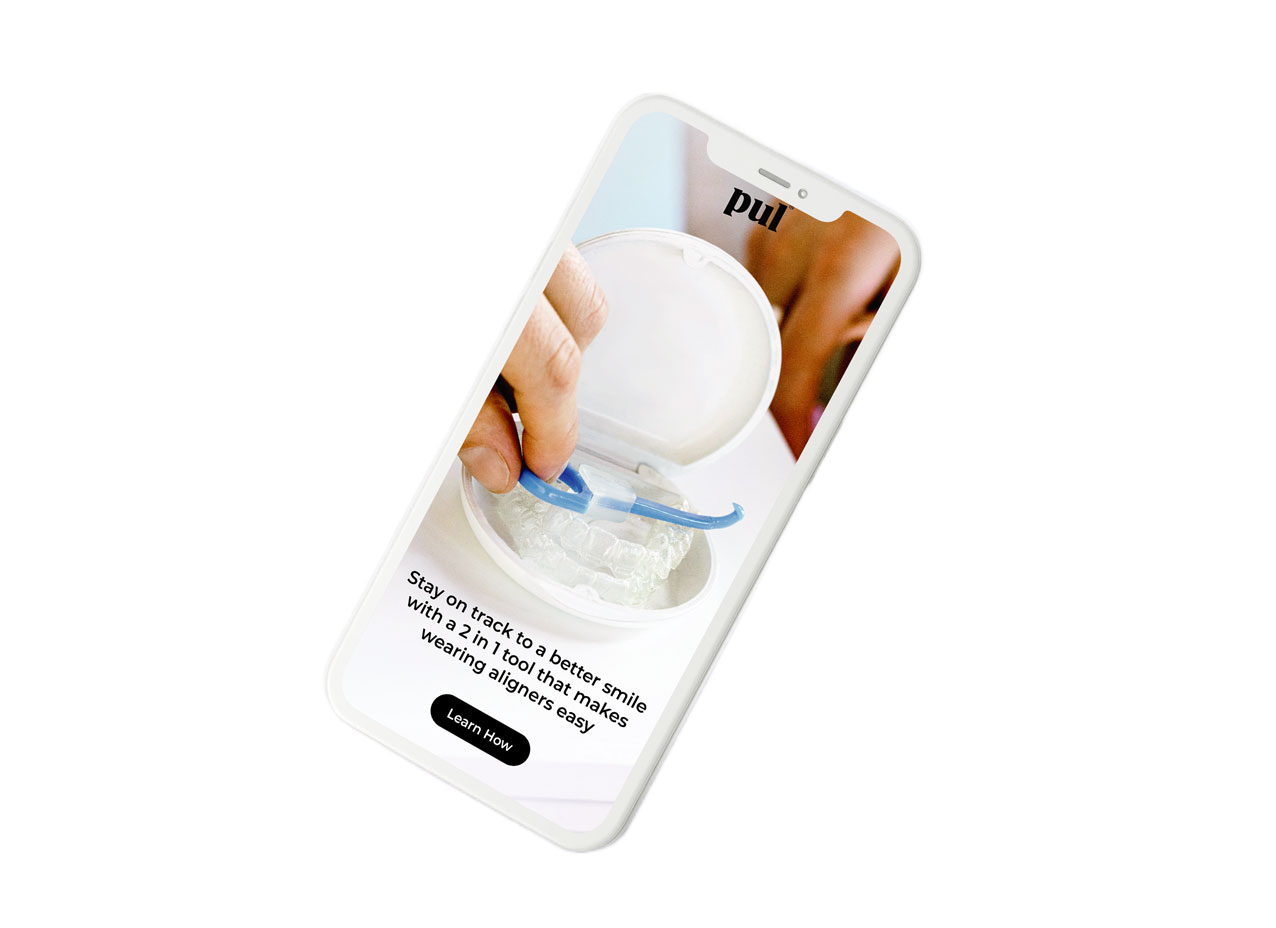 pul
Stay on track to a better smile
with a 2 in 1 tool that makes
wearing aligners easy
Learn How